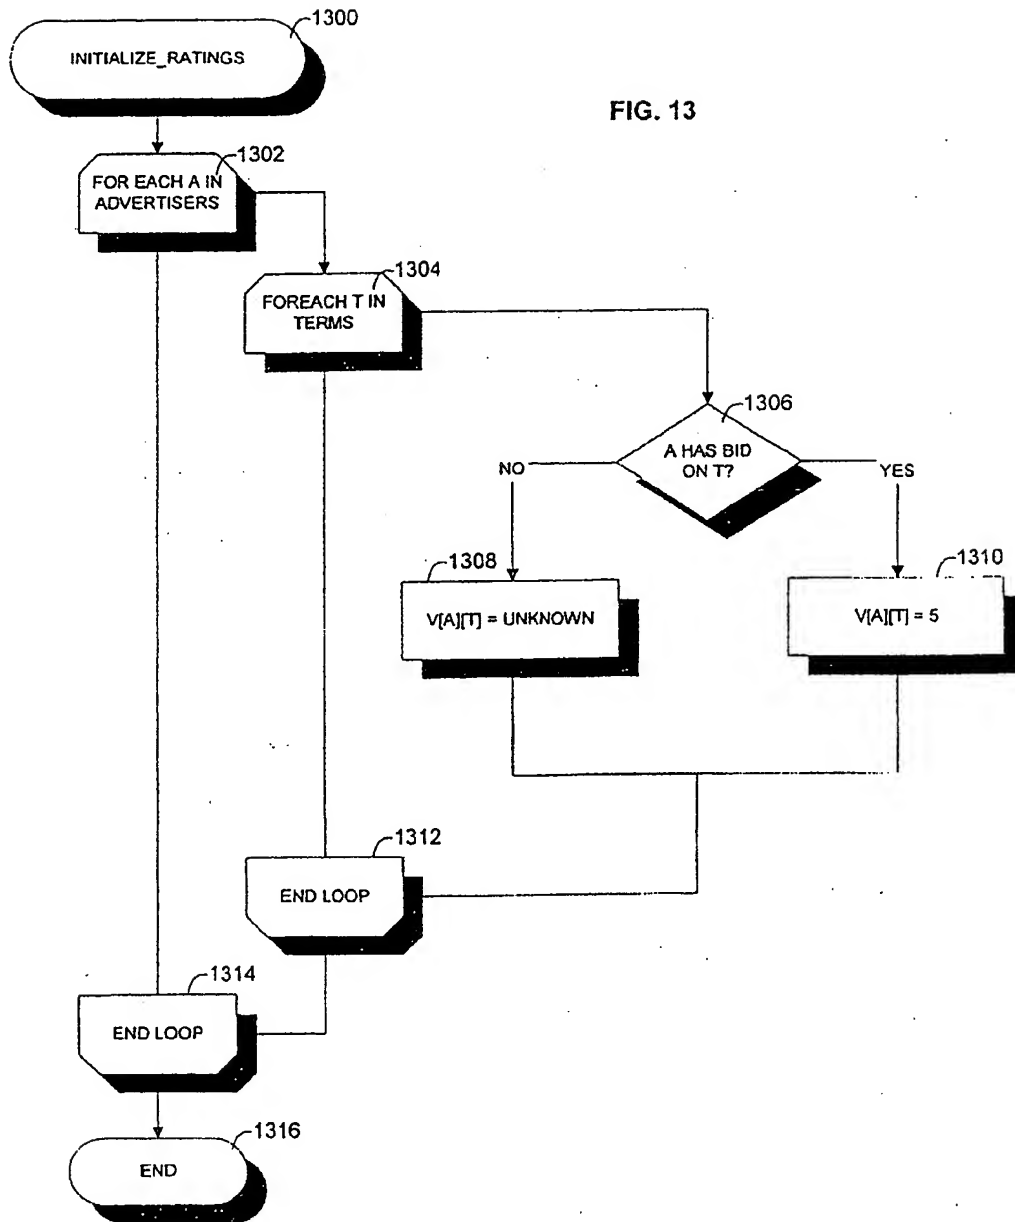 1300
INITIALIZE_RATINGS
FIG. 13
1302
FOR EACH A IN
ADVERTISERS
1304
FOREACH T IN
TERMS
1306
A HAS BID
ON T?
NO
YES
1308
V[A][T] = UNKNOWN
1310
V[A][T] = 5
1312
END LOOP
1314
END LOOP
1316
END